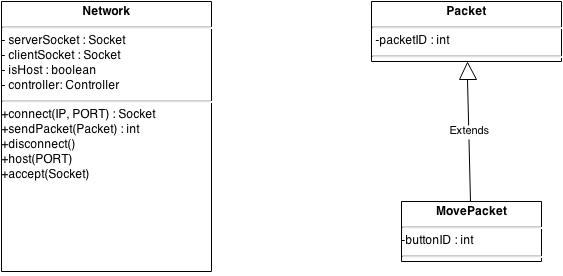 Network
- serverSocket : Socket
- clientSocket : Socket
- isHost : boolean
- controller: Controller
+connect(IP, PORT) : Socket
+sendPacket(Packet) : int
+disconnect()
+host(PORT)
+accept(Socket)
Packet
-packetID : int
Extends
MovePacket
-buttonID : int